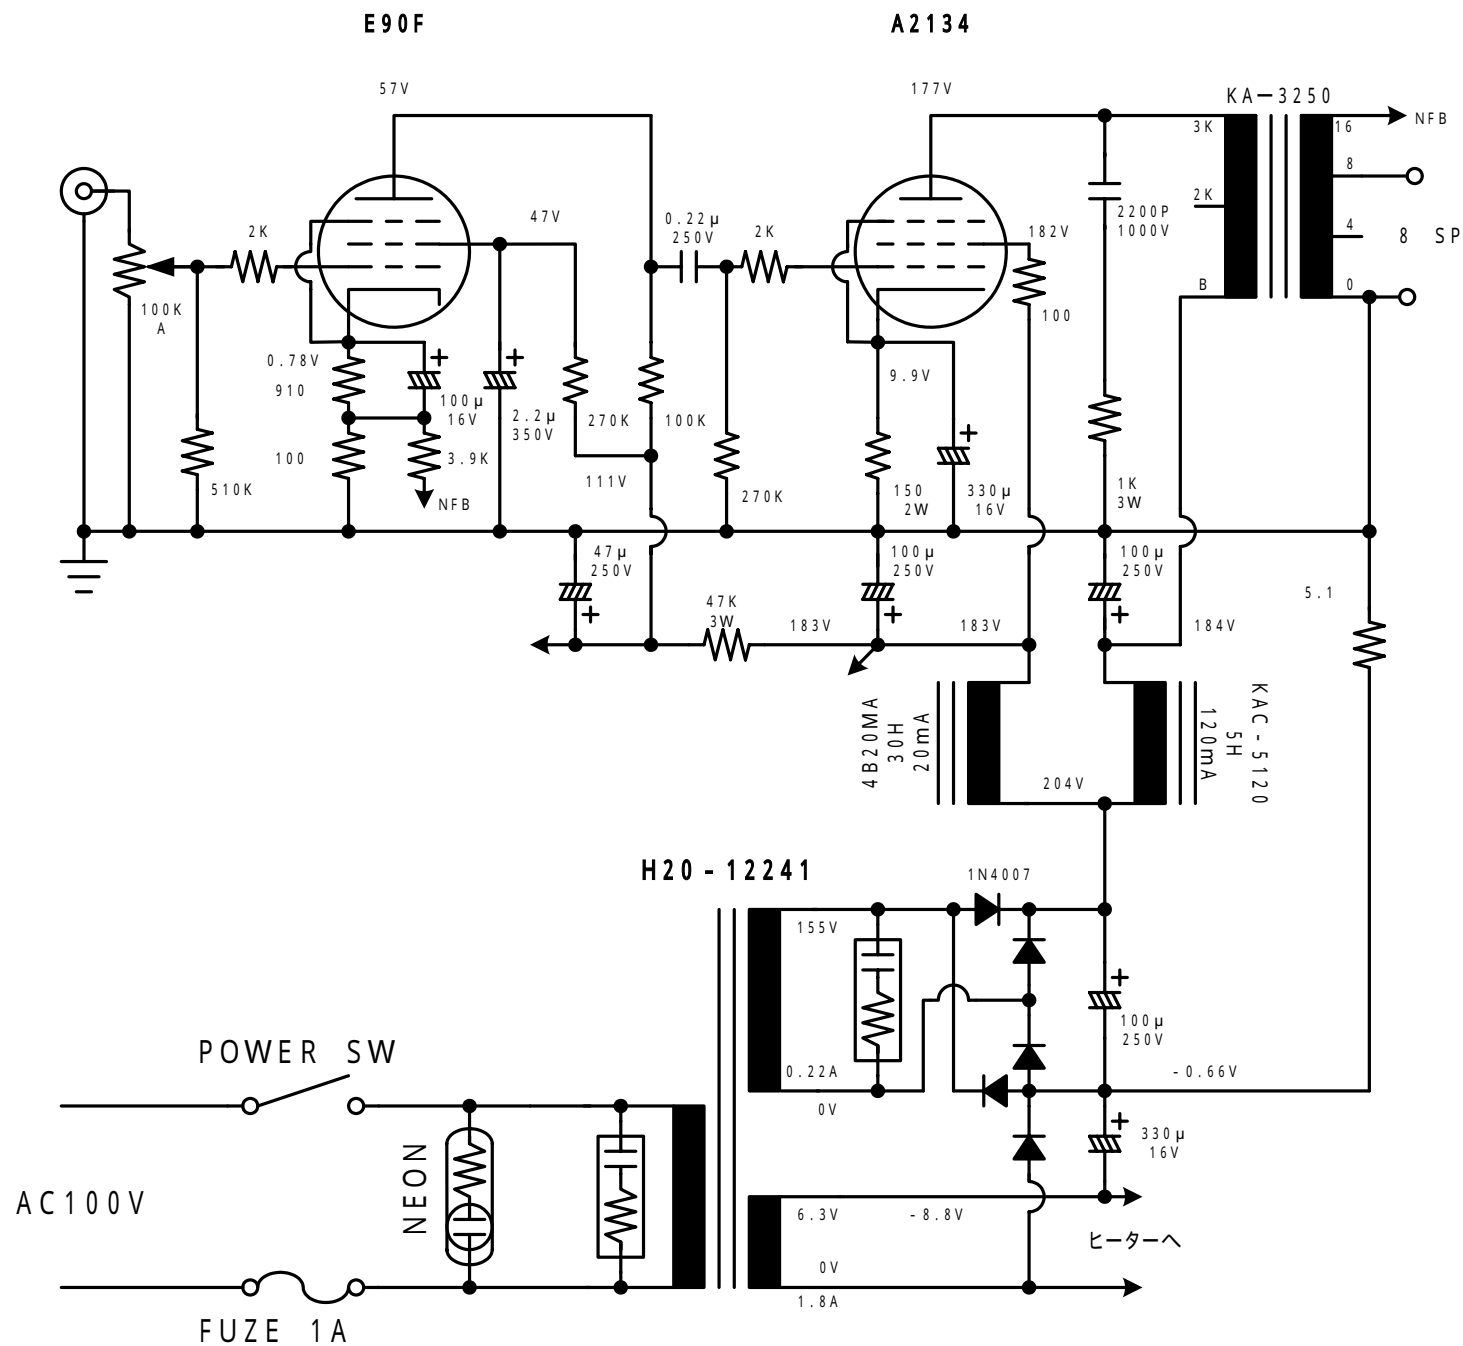 E90F
A2134
57V
177V
KA-3250
3K
16
NFB
8
2K
4
8 SP
B
0
2K
47V
0.22μ
250V
2K
182V
2200P
1000V
100K
A
100
0.78V
910
100μ
16V
2.2μ
350V
270K
100K
9.9V
100
3.9K
510K
NFB
111V
270K
150
2W
330μ
16V
1K
3W
47μ
250V
100μ
250V
100μ
250V
5.1
47K
3W
183V
183V
184V
4B20MA
30H
20mA
KAC-5120
5H
120mA
204V
H20-12241
1N4007
155V
100μ
250V
0.22A
0V
-0.66V
330μ
16V
POWER SW
NEON
AC100V
6.3V
-8.8V
ヒーターへ
0V
1.8A
FUZE 1A